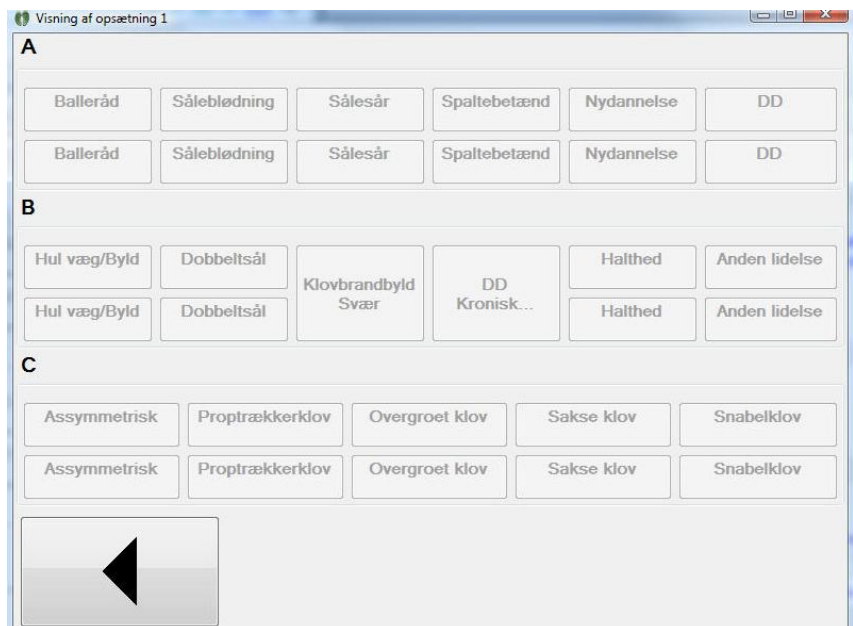 Visning af opsætning 1
A
Balleråd Såleblødning Sålesår Spaltebetænd Nydannelse DD
Balleråd Såleblødning Sålesår Spaltebetænd Nydannelse DD
B
Hul væg/Byld Dobbeltsål Klovbrandbyld Svær DD Kronisk... Halthed Anden lidelse
Hul væg/Byld Dobbeltsål Halthed Anden lidelse
C
Assymmetrisk Proptrækkerklov Overgroet klov Sakse klov Snabelklov
Assymmetrisk Proptrækkerklov Overgroet klov Sakse klov Snabelklov